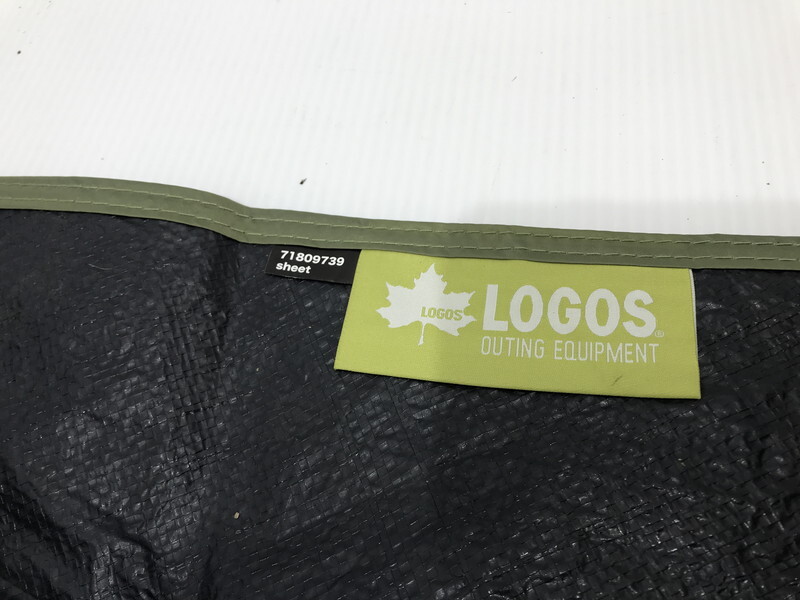 71809739
sheet
LOGOS
LOGOS®
OUTING EQUIPMENT